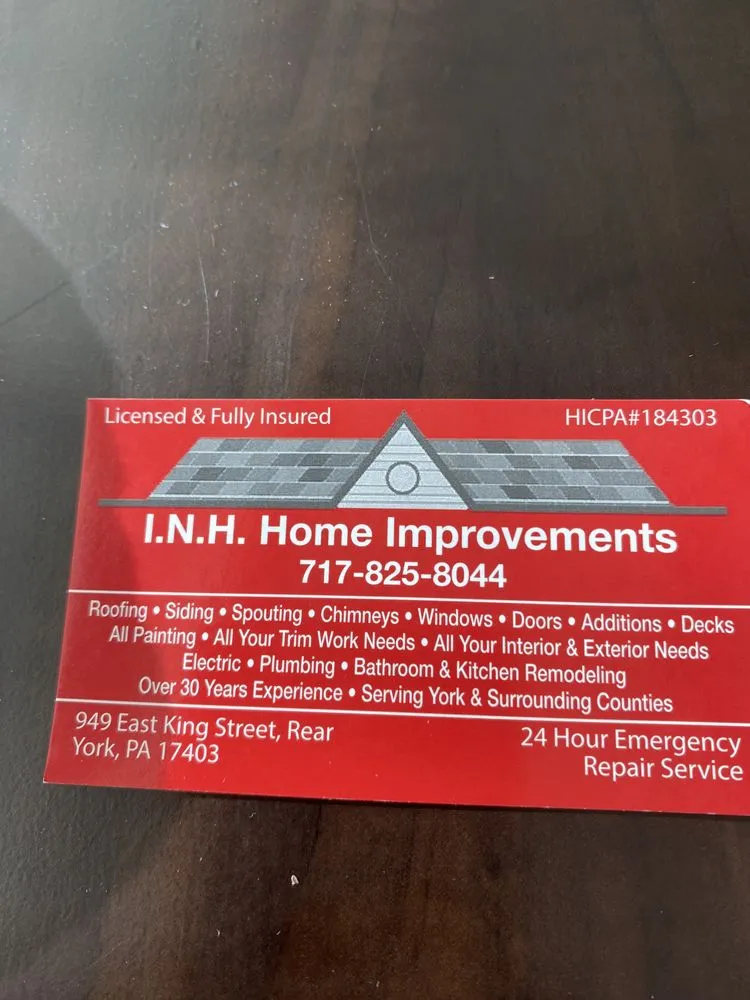 Licensed & Fully Insured
HICPA#184303
I.N.H. Home Improvements
717-825-8044
Roofing • Siding • Spouting • Chimneys • Windows • Doors • Additions • Decks
All Painting • All Your Trim Work Needs • All Your Interior & Exterior Needs
Electric • Plumbing • Bathroom & Kitchen Remodeling
Over 30 Years Experience • Serving York & Surrounding Counties
949 East King Street, Rear
York, PA 17403
24 Hour Emergency
Repair Service